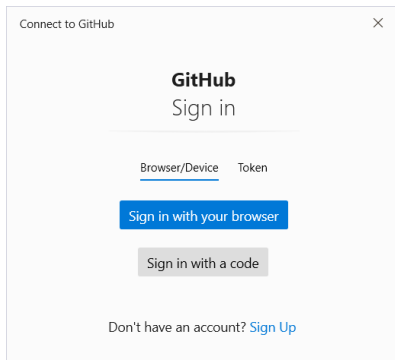 Connect to GitHub
GitHub
Sign in
Browser/Device Token
Sign in with your browser
Sign in with a code
Don't have an account? Sign Up